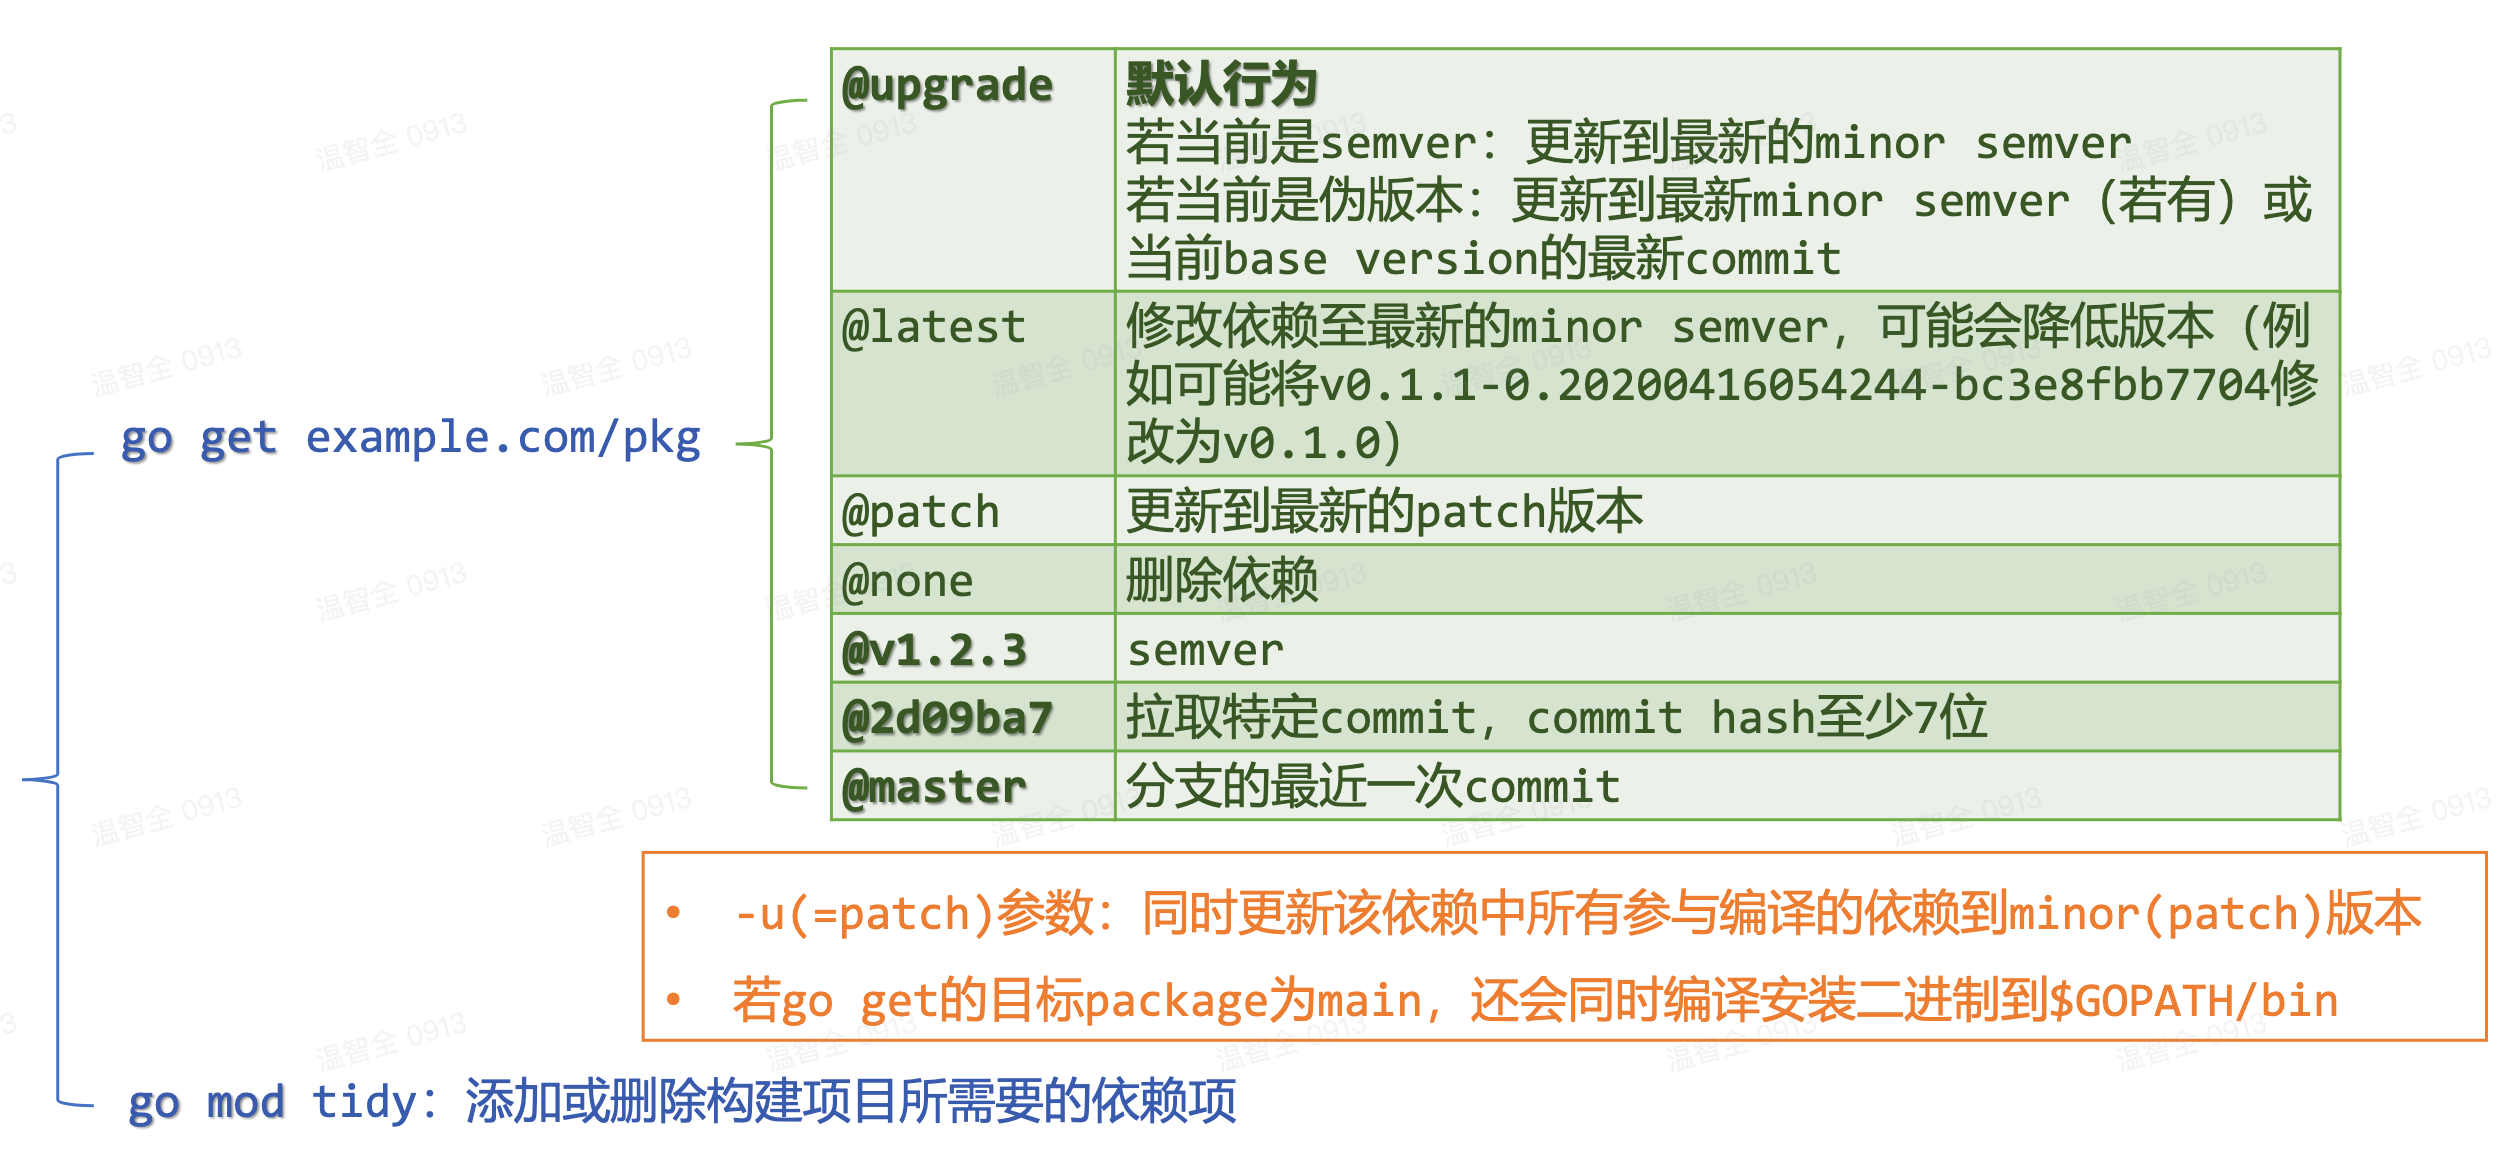 @upgrade
默认行为
若当前是semver：更新到最新的minor semver
若当前是伪版本：更新到最新minor semver（若有）或
当前base version的最新commit
@latest
修改依赖至最新的minor semver，可能会降低版本（例
如可能将v0.1.1-0.20200416054244-bc3e8fbb7704修
改为v0.1.0）
go get example.com/pkg
@patch
更新到最新的patch版本
@none
删除依赖
@v1.2.3
semver
@2d09ba7
拉取特定commit，commit hash至少7位
@master
分支的最近一次commit
• -u(=patch)参数：同时更新该依赖中所有参与编译的依赖到minor(patch)版本
• 若go get的目标package为main，还会同时编译安装二进制到$GOPATH/bin
go mod tidy：添加或删除构建项目所需要的依赖项
温智全 0913